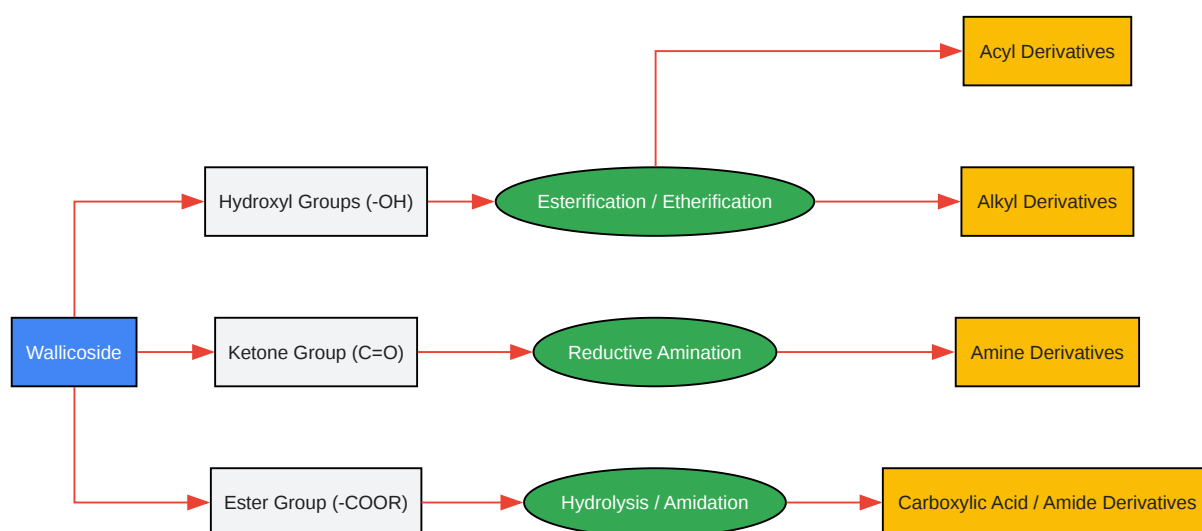 Acyl Derivatives
Hydroxyl Groups (-OH)
Esterification / Etherification
Alkyl Derivatives
Wallicoside
Ketone Group (C=O)
Reductive Amination
Amine Derivatives
Ester Group (-COOR)
Hydrolysis / Amidation
Carboxylic Acid / Amide Derivatives